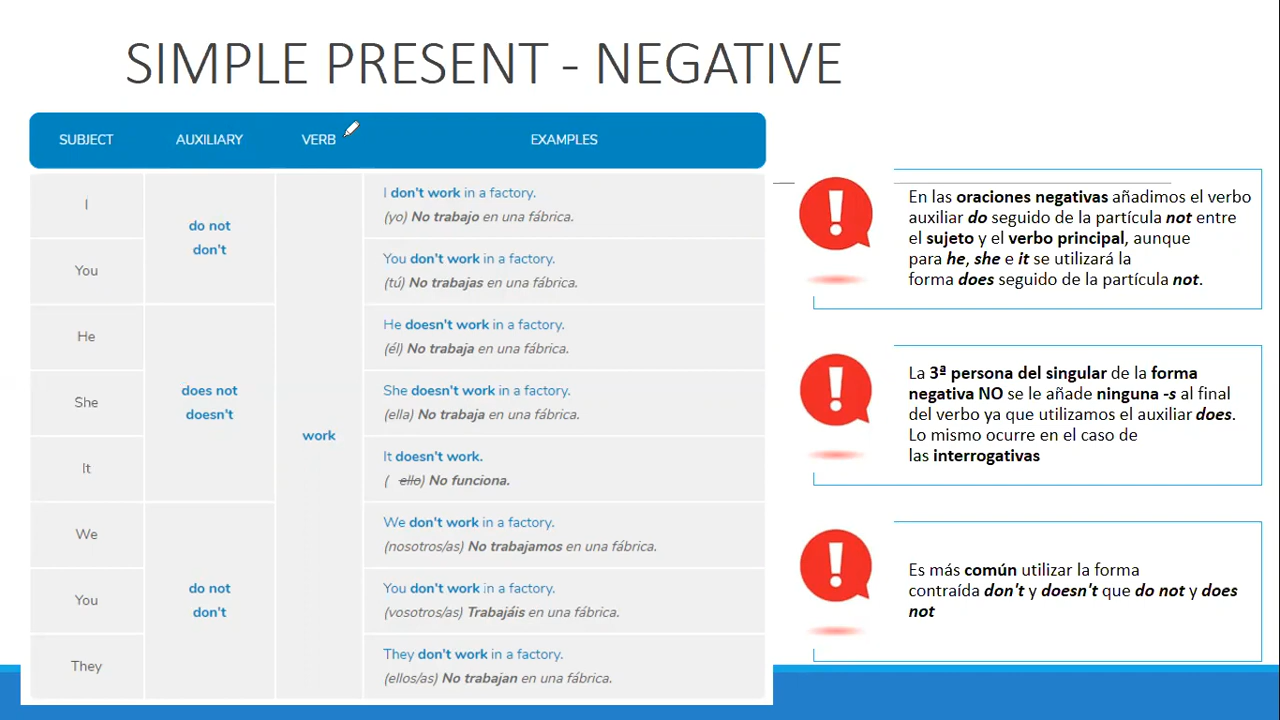 SIMPLE PRESENT - NEGATIVE
SUBJECT AUXILIARY VERB EXAMPLES
I
do not
don't
I don't work in a factory.
(yo) No trabajo en una fábrica.
You
You don't work in a factory.
(tú) No trabajas en una fábrica.
He
He doesn't work in a factory.
(él) No trabaja en una fábrica.
She
does not
doesn't
work
She doesn't work in a factory.
(ella) No trabaja en una fábrica.
It
It doesn't work.
( ello) No funciona.
We
We don't work in a factory.
(nosotros/as) No trabajamos en una fábrica.
You
do not
don't
You don't work in a factory.
(vosotros/as) Trabajáis en una fábrica.
They
They don't work in a factory.
(ellos/as) No trabajan en una fábrica.
En las oraciones negativas añadimos el verbo
auxiliar do seguido de la partícula not entre
el sujeto y el verbo principal, aunque
para he, she e it se utilizará la
forma does seguido de la partícula not.
La 3ª persona del singular de la forma
negativa NO se le añade ninguna -s al final
del verbo ya que utilizamos el auxiliar does.
Lo mismo ocurre en el caso de
las interrogativas
Es más común utilizar la forma
contraída don't y doesn't que do not y does
not